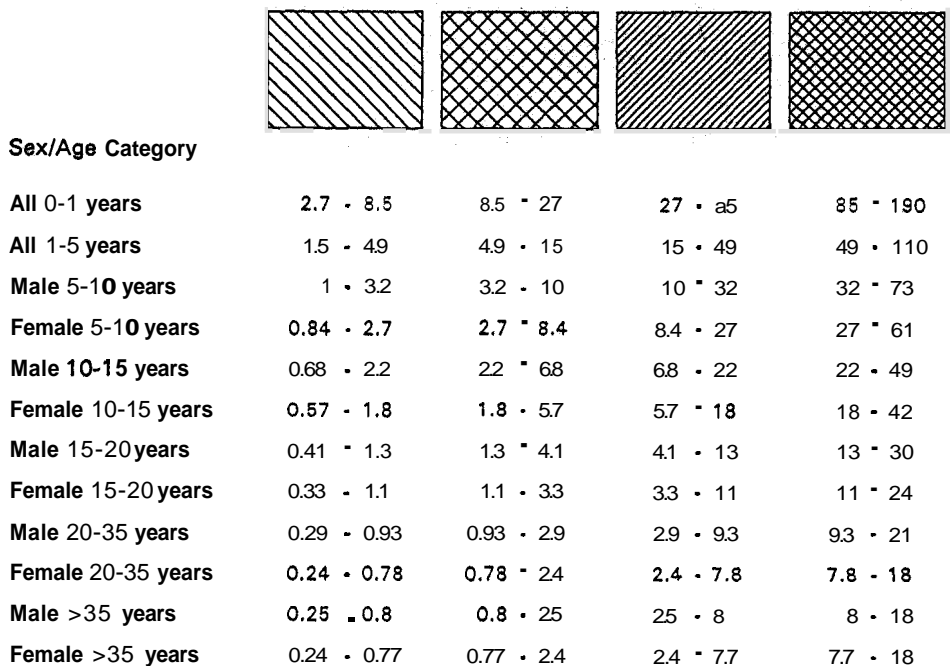 Sex/Age Category
All 0-1 years 2.7 - 8.5 8.5 - 27 27 - a5 85 - 190
All 1-5 years 1.5 - 4.9 4.9 - 15 15 - 49 49 - 110
Male 5-10 years 1 - 3.2 3.2 - 10 10 - 32 32 - 73
Female 5-10 years 0.84 - 2.7 2.7 - 8.4 8.4 - 27 27 - 61
Male 10-15 years 0.68 - 2.2 22 - 68 6.8 - 22 22 - 49
Female 10-15 years 0.57 - 1.8 1.8 - 5.7 5.7 - 18 18 - 42
Male 15-20 years 0.41 - 1.3 1.3 - 4.1 4.1 - 13 13 - 30
Female 15-20 years 0.33 - 1.1 1.1 - 3.3 3.3 - 11 11 - 24
Male 20-35 years 0.29 - 0.93 0.93 - 2.9 2.9 - 9.3 9.3 - 21
Female 20-35 years 0.24 - 0.78 0.78 - 2.4 2.4 - 7.8 7.8 - 18
Male >35 years 0.25 - 0.8 0.8 - 25 25 - 8 8 - 18
Female >35 years 0.24 - 0.77 0.77 - 2.4 2.4 - 7.7 7.7 - 18